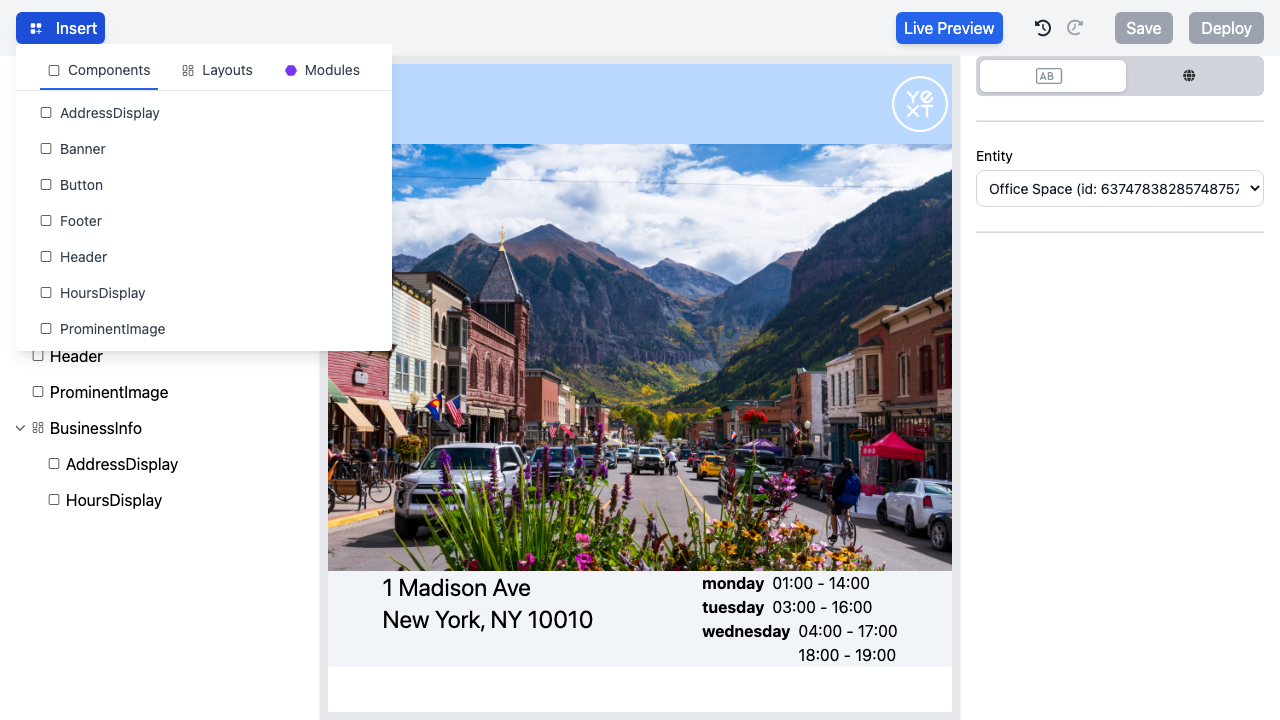 Insert
Live Preview
Save
Deploy
Components
Layouts
Modules
AddressDisplay
Banner
Button
Footer
Header
HoursDisplay
ProminentImage
Header
ProminentImage
BusinessInfo
AddressDisplay
HoursDisplay
YEXT
1 Madison Ave
New York, NY 10010
monday 01:00 - 14:00
tuesday 03:00 - 16:00
wednesday 04:00 - 17:00
18:00 - 19:00
AB
Entity
Office Space (id: 63747838285748757